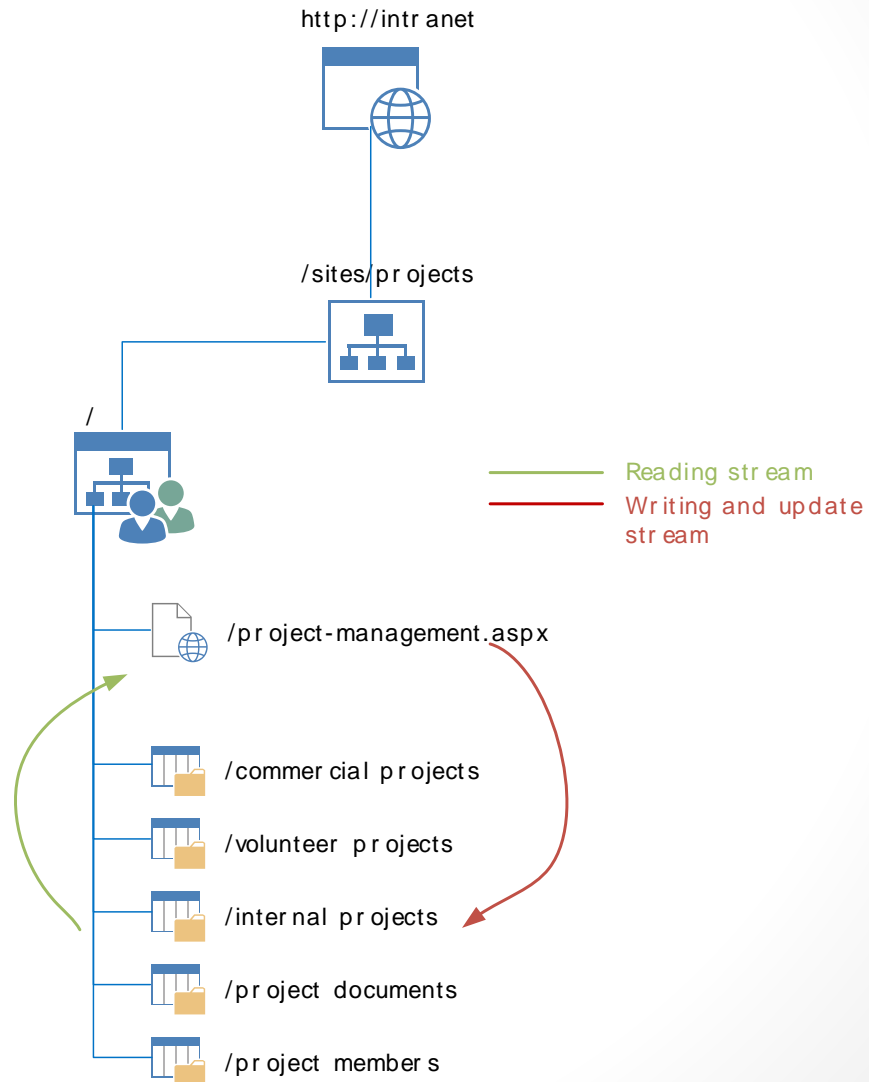 http://intranet
/sites/projects
/
Reading stream
Writing and update
stream
/project-management.aspx
/commercial projects
/volunteer projects
/internal projects
/project documents
/project members